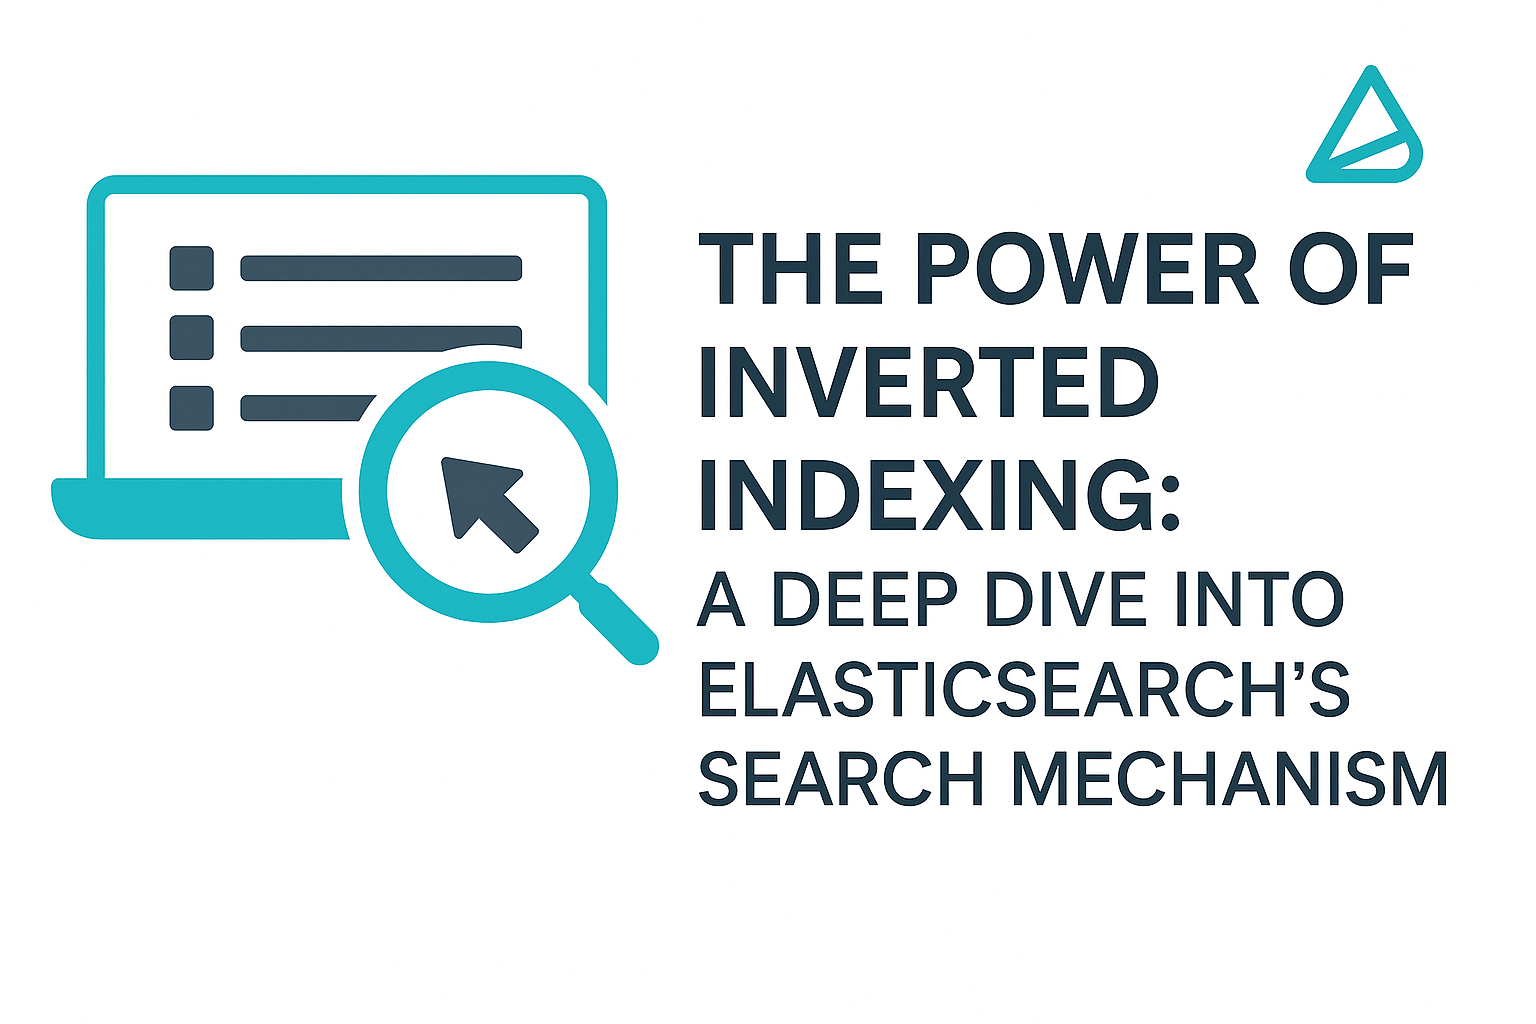 THE POWER OF
INVERTED
INDEXING:
A DEEP DIVE INTO
ELASTICSEARCH’S
SEARCH MECHANISM